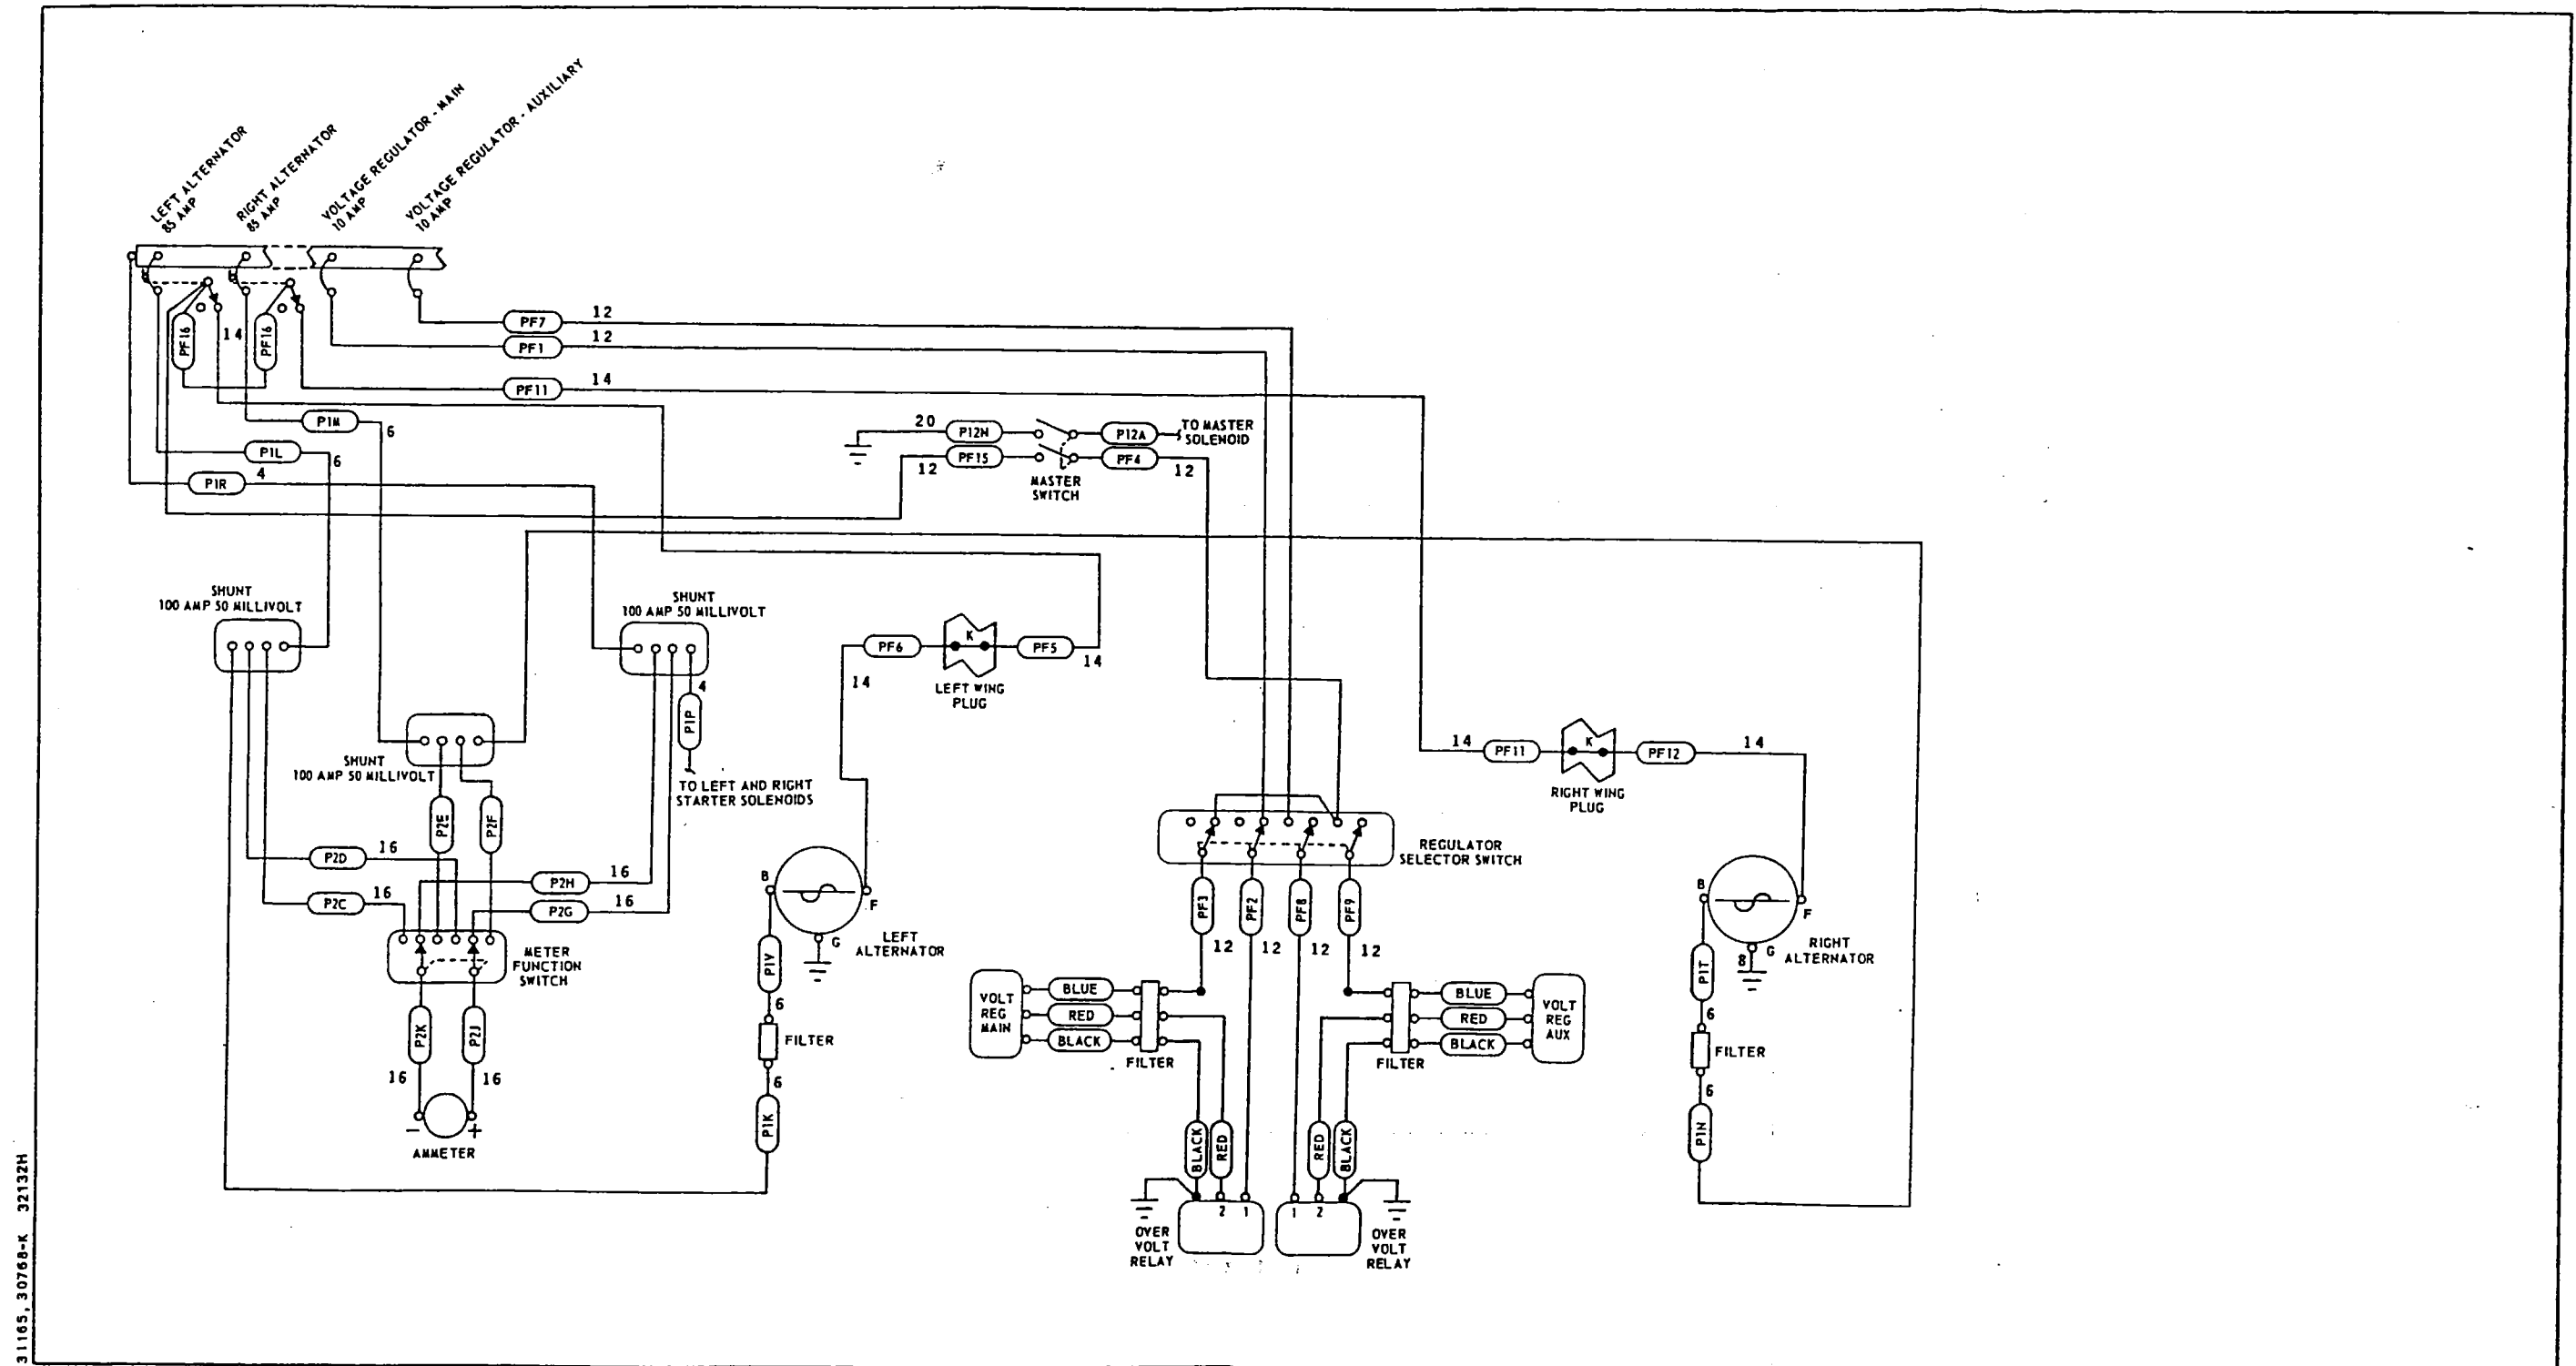 LEFT ALTERNATOR
85 AMP
RIGHT ALTERNATOR
85 AMP
VOLTAGE REGULATOR - MAIN
10 AMP
VOLTAGE REGULATOR - AUXILIARY
10 AMP
PF16
14
PF16
PF7
12
PF1
12
PF11
14
P1M
6
P1L
6
P1R
4
20
P12H
P12A
TO MASTER
SOLENOID
12
PF15
PF4
12
MASTER
SWITCH
SHUNT
100 AMP 50 MILLIVOLT
SHUNT
100 AMP 50 MILLIVOLT
PF6
K
PF5
14
14
LEFT WING
PLUG
4
P1P
TO LEFT AND RIGHT
STARTER SOLENOIDS
SHUNT
100 AMP 50 MILLIVOLT
14
PF11
K
PF12
14
RIGHT WING
PLUG
P2E
P2F
P2D
16
P2H
16
P2C
16
P2G
16
METER
FUNCTION
SWITCH
P2K
P2J
16
16
-
+
AMMETER
B
F
G
LEFT
ALTERNATOR
P1V
6
FILTER
6
P1K
REGULATOR
SELECTOR SWITCH
PF3
PF2
PF8
PF9
12
12
12
12
VOLT
REG
MAIN
BLUE
RED
BLACK
FILTER
FILTER
BLUE
RED
BLACK
VOLT
REG
AUX
BLACK
RED
RED
BLACK
2
1
1
2
OVER
VOLT
RELAY
OVER
VOLT
RELAY
B
F
G
8
RIGHT
ALTERNATOR
P1T
6
FILTER
6
P1N
31165, 30768-K 32132H